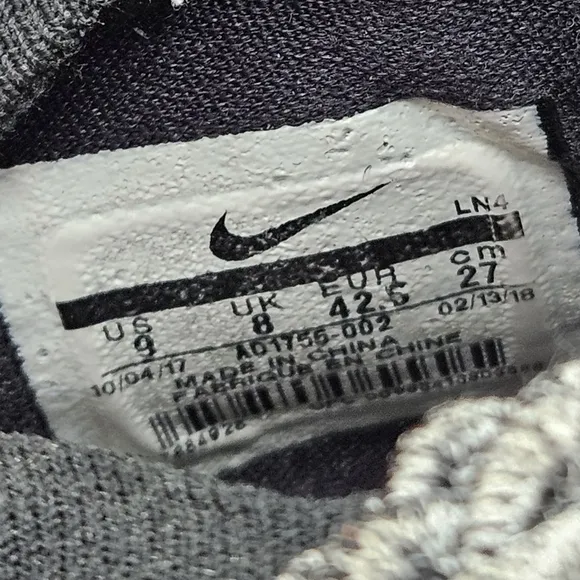 LN4
US UK EUR cm
9 8 42.5 27
10/04/17 AO1756-002 02/13/18
MADE IN CHINA
FABRIQUE EN CHINE